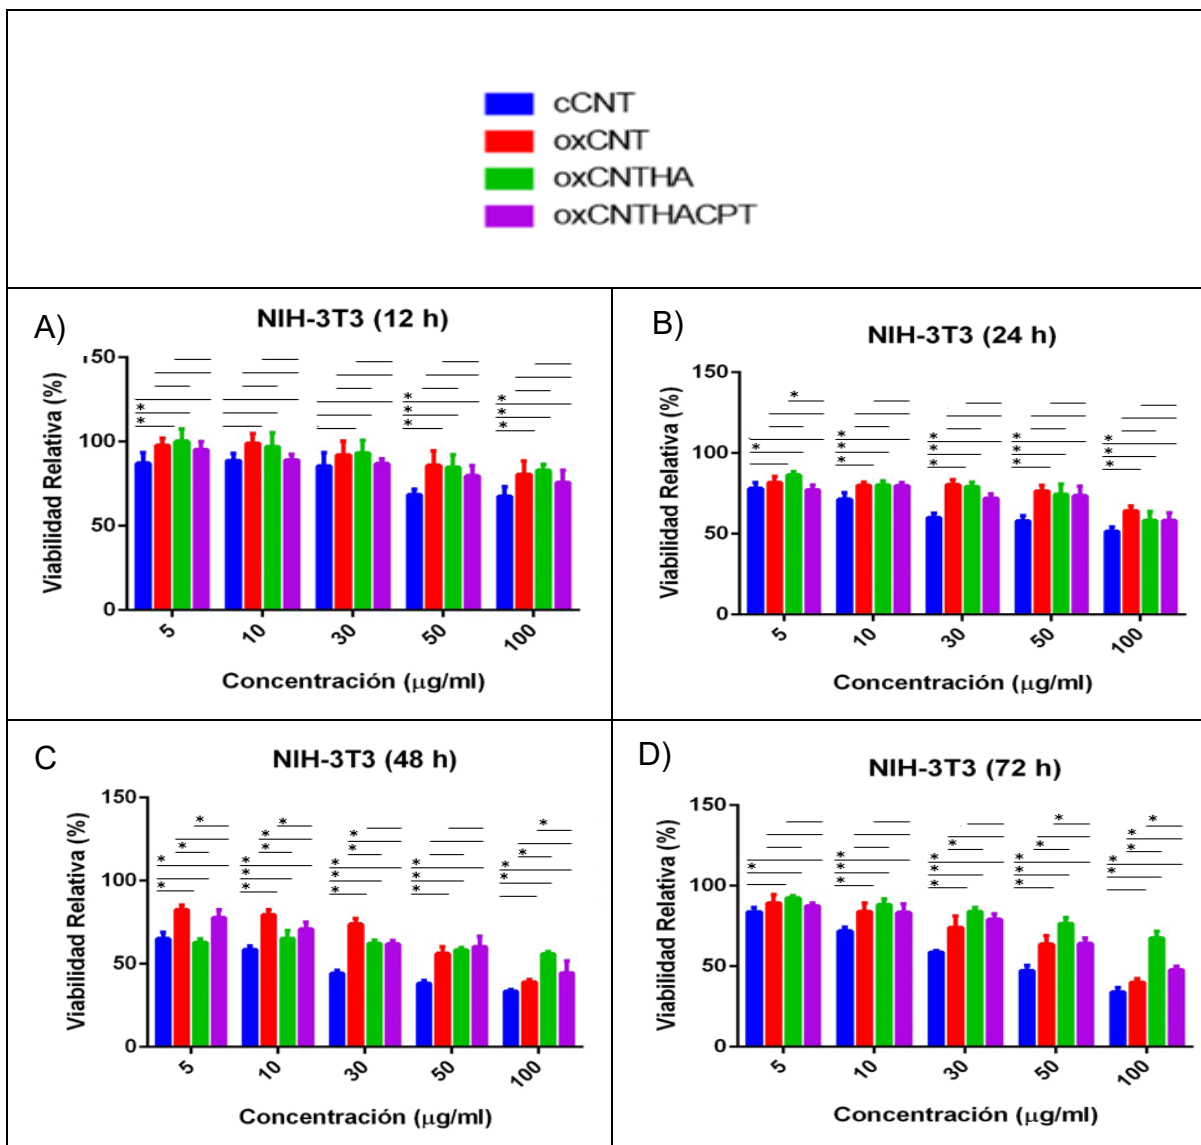 cCNT
oxCNT
oxCNTHA
oxCNTHACPT
A)
NIH-3T3 (12 h)
Viabilidad Relativa (%)
150
100
50
0
* * * * * * * *
5
10
30
50
100
Concentración (µg/ml)
B)
NIH-3T3 (24 h)
Viabilidad Relativa (%)
150
100
50
0
* * * * * * * * * * * * * *
5
10
30
50
100
Concentración (µg/ml)
C
NIH-3T3 (48 h)
Viabilidad Relativa (%)
150
100
50
0
* * * * * * * * * * * * * * * * * * * * *
5
10
30
50
100
Concentración (µg/ml)
D)
NIH-3T3 (72 h)
Viabilidad Relativa (%)
150
100
50
0
* * * * * * * * * * * * * * * * * *
5
10
30
50
100
Concentración (µg/ml)